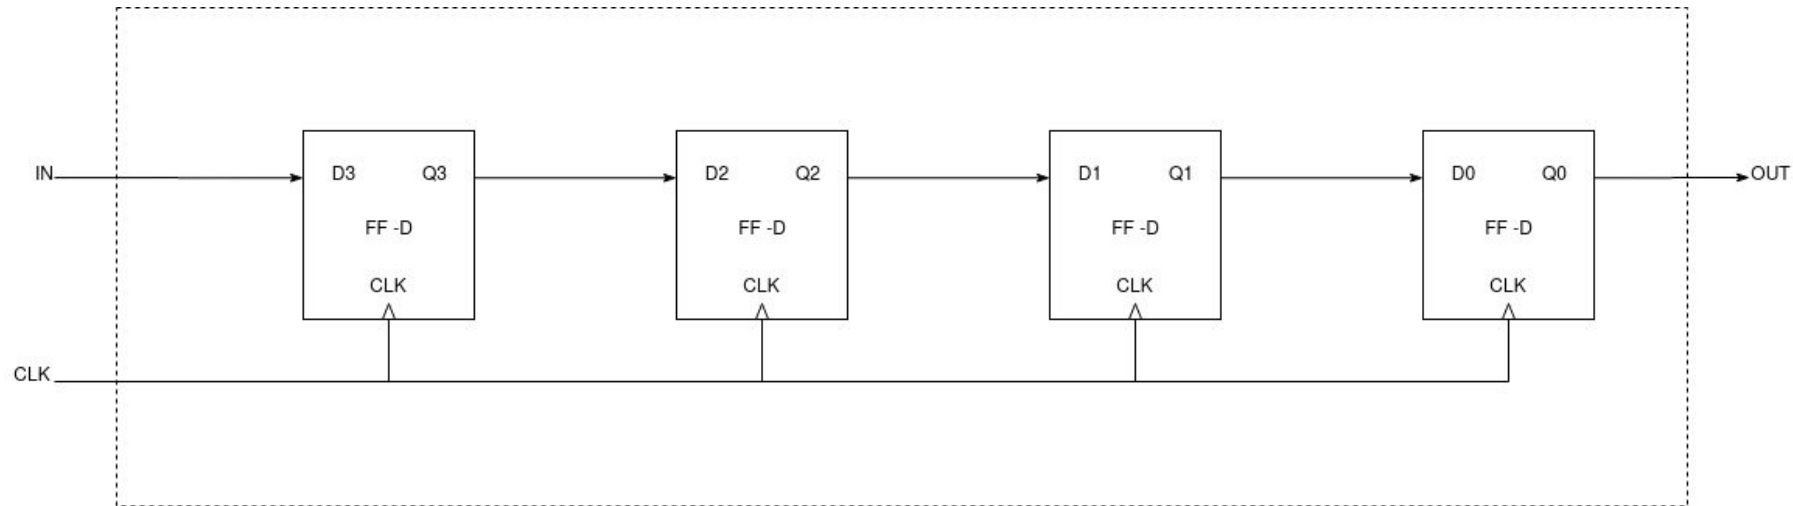 IN
D3 Q3
FF -D
CLK
D2 Q2
FF -D
CLK
D1 Q1
FF -D
CLK
D0 Q0
FF -D
CLK
OUT
CLK